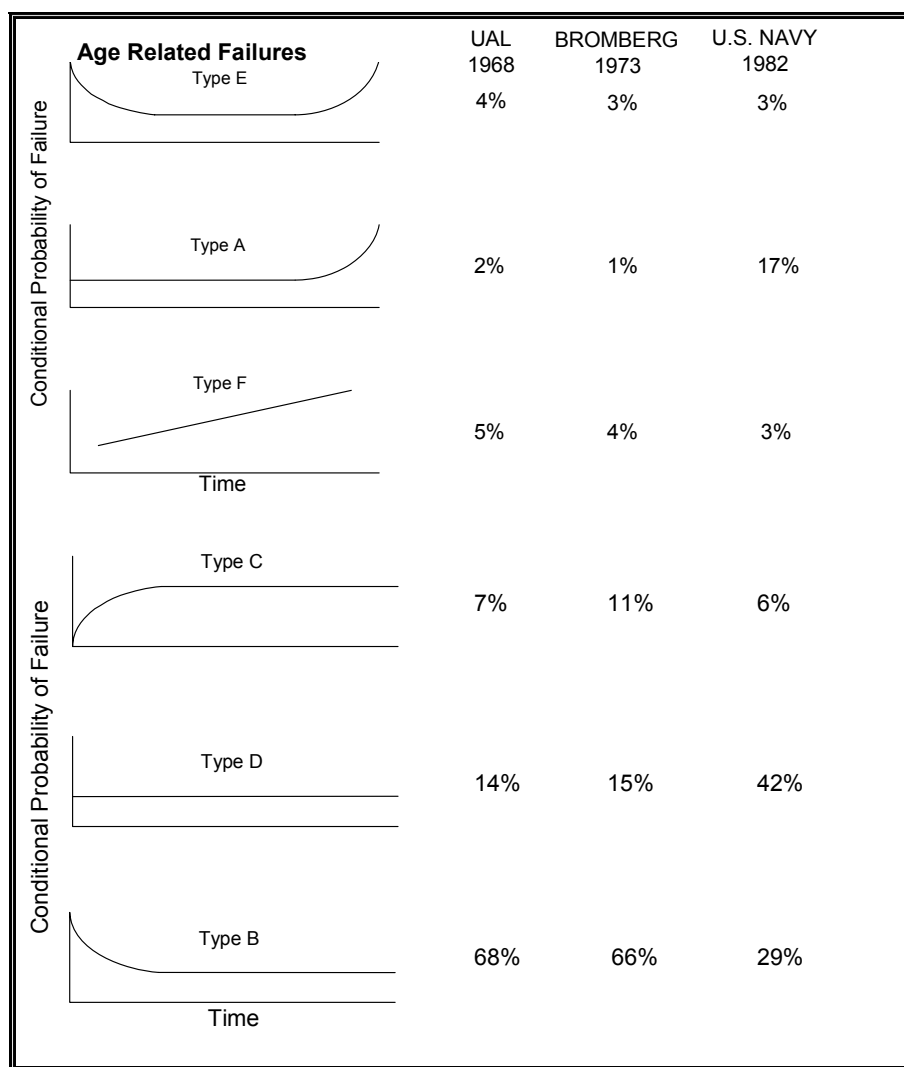 Age Related Failures
UAL BROMBERG U.S. NAVY
1968 1973 1982
Conditional Probability of Failure
Type E
4% 3% 3%
Type A
2% 1% 17%
Type F
5% 4% 3%
Time
Conditional Probability of Failure
Type C
7% 11% 6%
Type D
14% 15% 42%
Type B
68% 66% 29%
Time